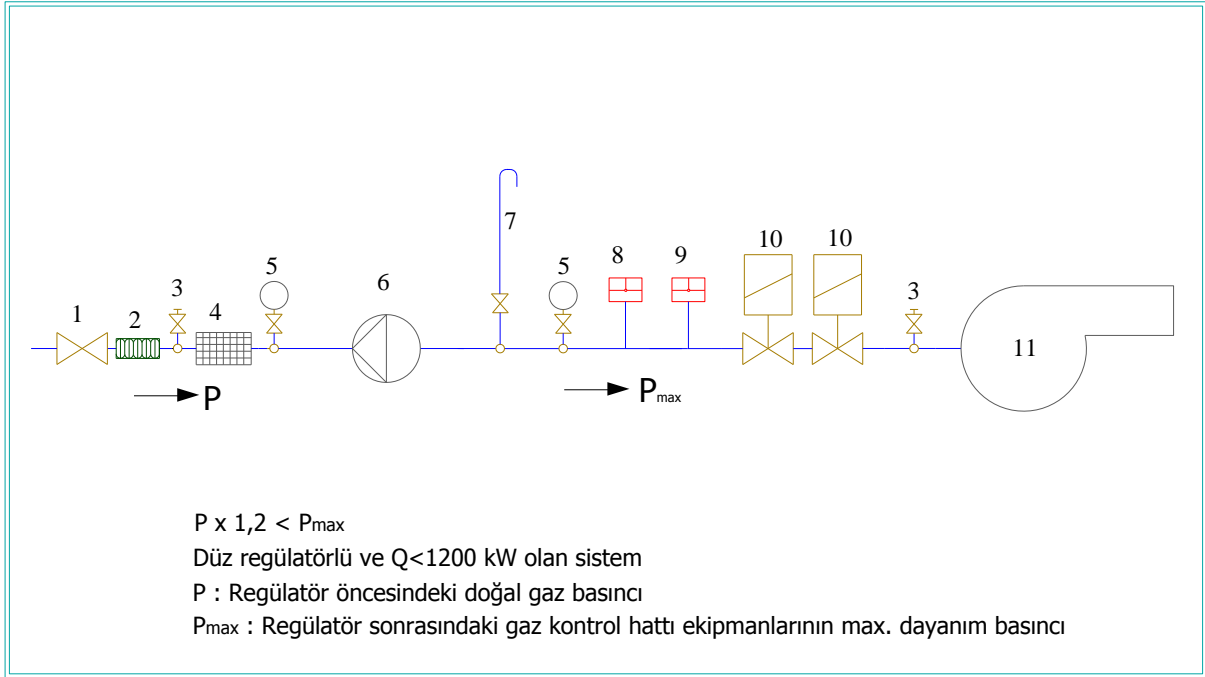 7
10
10
8
9
5
5
6
3
3
1
2
4
11
P
Pmax
P x 1,2 < Pmax
Düz regülatörlü ve Q<1200 kW olan sistem
P : Regülatör öncesindeki doğal gaz basıncı
Pmax : Regülatör sonrasındaki gaz kontrol hattı ekipmanlarının max. dayanım basıncı